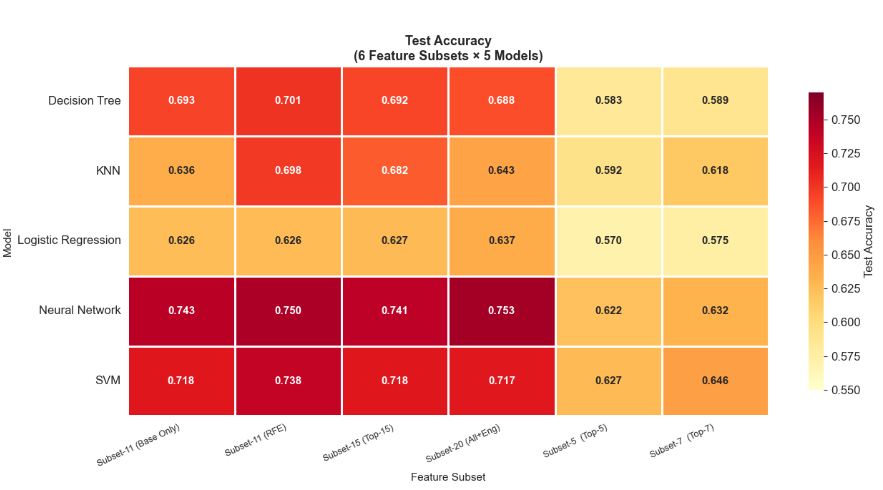 Test Accuracy
(6 Feature Subsets × 5 Models)
Decision Tree 0.693 0.701 0.692 0.688 0.583 0.589
KNN 0.636 0.698 0.682 0.643 0.592 0.618
Logistic Regression 0.626 0.626 0.627 0.637 0.570 0.575
Neural Network 0.743 0.750 0.741 0.753 0.622 0.632
SVM 0.718 0.738 0.718 0.717 0.627 0.646
Model
Subset-11 (Base Only) Subset-11 (RFE) Subset-15 (Top-15) Subset-20 (All+Eng) Subset-5 (Top-5) Subset-7 (Top-7)
Feature Subset
0.750
0.725
0.700
0.675
0.650
0.625
0.600
0.575
0.550
Test Accuracy